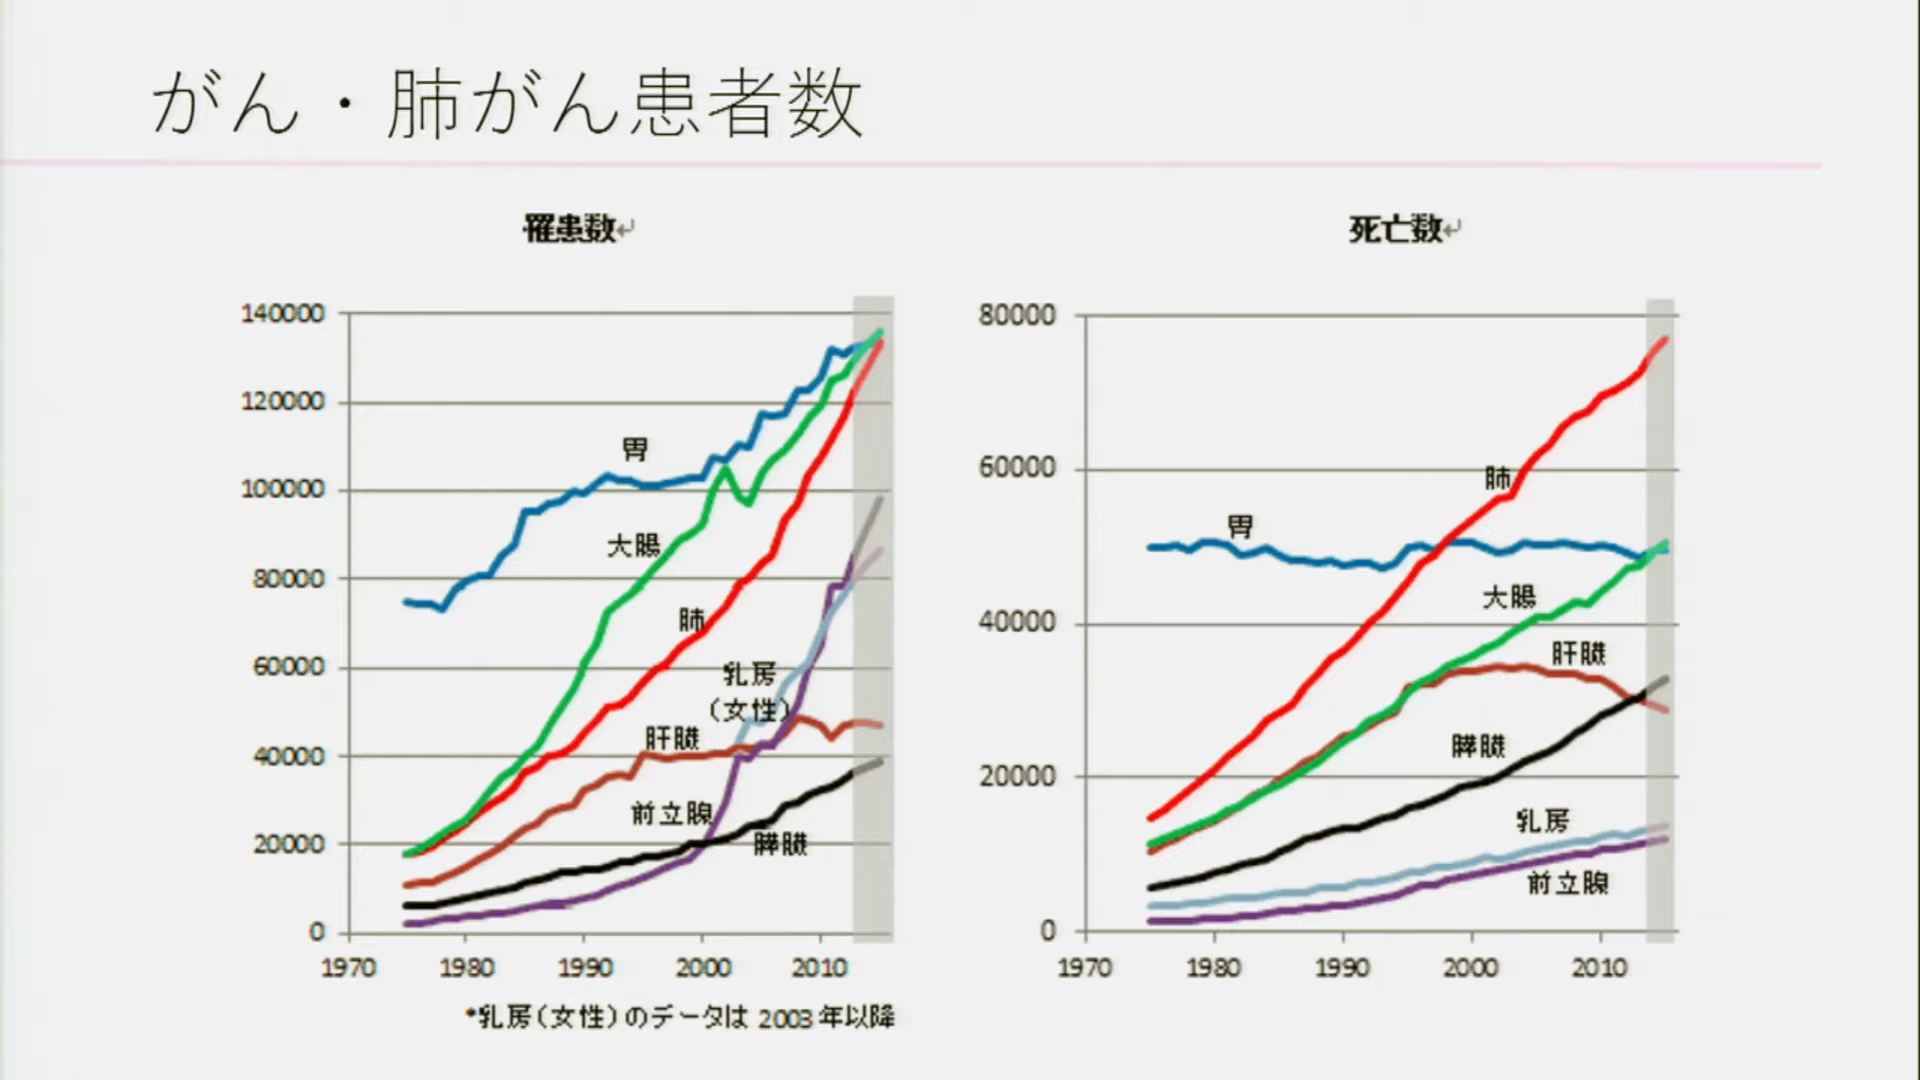 がん・肺がん患者数
罹患数↵
140000
120000
100000
80000
60000
40000
20000
0
1970 1980 1990 2000 2010
胃
大腸
肺
乳房
（女性）
肝臓
前立腺
膵臓
*乳房（女性）のデータは 2003 年以降
死亡数↵
80000
60000
40000
20000
0
1970 1980 1990 2000 2010
肺
胃
大腸
肝臓
膵臓
乳房
前立腺